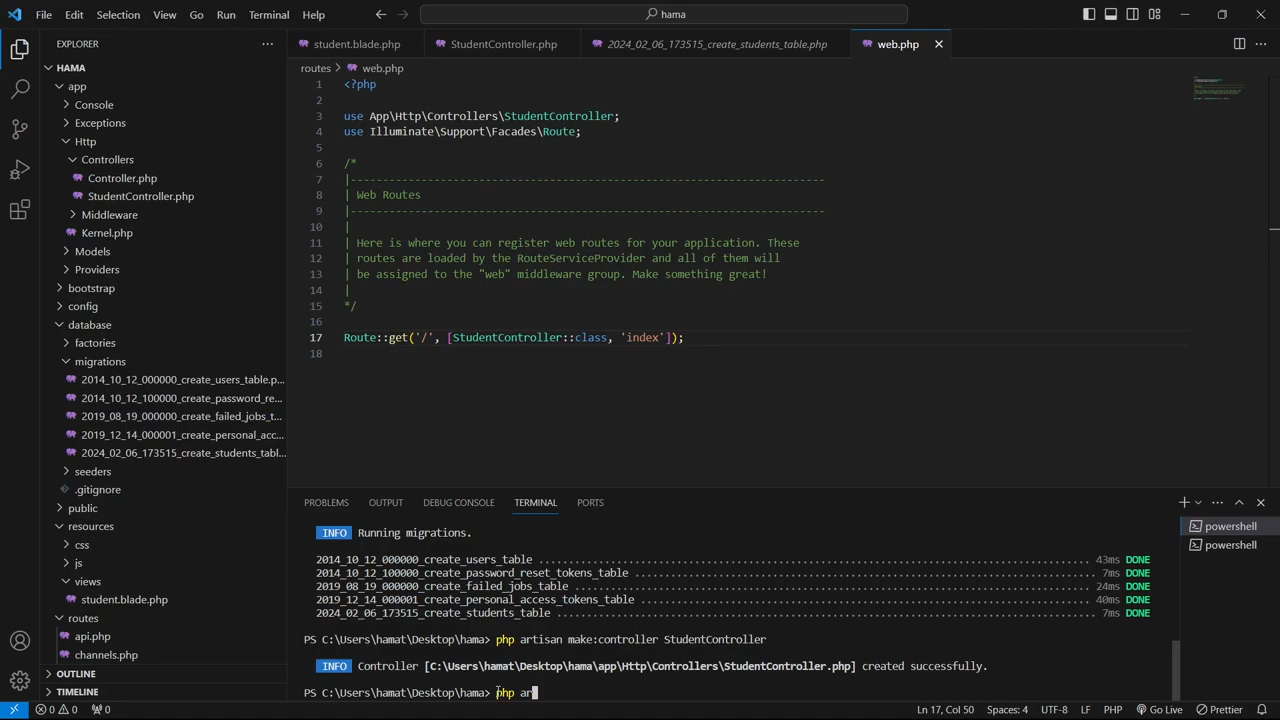 File Edit Selection View Go Run Terminal Help
hama
EXPLORER
student.blade.php
StudentController.php
2024_02_06_173515_create_students_table.php
web.php
routes > web.php
HAMA
app
Console
Exceptions
Http
Controllers
Controller.php
StudentController.php
Middleware
Kernel.php
Models
Providers
bootstrap
config
database
factories
migrations
2014_10_12_000000_create_users_table.p...
2014_10_12_100000_create_password_re...
2019_08_19_000000_create_failed_jobs_t...
2019_12_14_000001_create_personal_acc...
2024_02_06_173515_create_students_tabl...
seeders
.gitignore
public
resources
css
js
views
student.blade.php
routes
api.php
channels.php
OUTLINE
TIMELINE
1 <?php
2
3 use App\Http\Controllers\StudentController;
4 use Illuminate\Support\Facades\Route;
5
6 /*
7 |--------------------------------------------------------------------------
8 | Web Routes
9 |--------------------------------------------------------------------------
10 |
11 | Here is where you can register web routes for your application. These
12 | routes are loaded by the RouteServiceProvider and all of them will
13 | be assigned to the "web" middleware group. Make something great!
14 |
15 */
16
17 Route::get('/', [StudentController::class, 'index']);
18
PROBLEMS OUTPUT DEBUG CONSOLE TERMINAL PORTS
INFO Running migrations.
2014_10_12_000000_create_users_table ........ 43ms DONE
2014_10_12_100000_create_password_reset_tokens_table ........ 7ms DONE
2019_08_19_000000_create_failed_jobs_table ........ 24ms DONE
2019_12_14_000001_create_personal_access_tokens_table ........ 40ms DONE
2024_02_06_173515_create_students_table ........ 7ms DONE
PS C:\Users\hamat\Desktop\hama> php artisan make:controller StudentController
INFO Controller [C:\Users\hamat\Desktop\hama\app\Http\Controllers\StudentController.php] created successfully.
PS C:\Users\hamat\Desktop\hama> php ar
powershell
powershell
0 0 0
Ln 17, Col 50 Spaces: 4 UTF-8 LF PHP Go Live Prettier